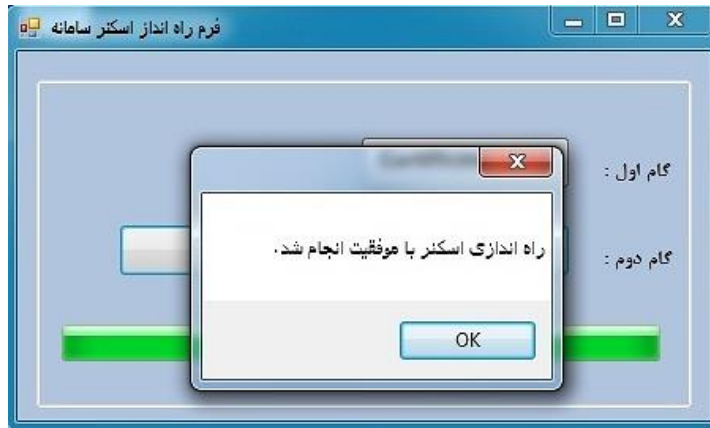 فرم راه انداز اسکنر سامانه
گام اول :
راه اندازی اسکنر با موفقیت انجام شد.
گام دوم :
OK